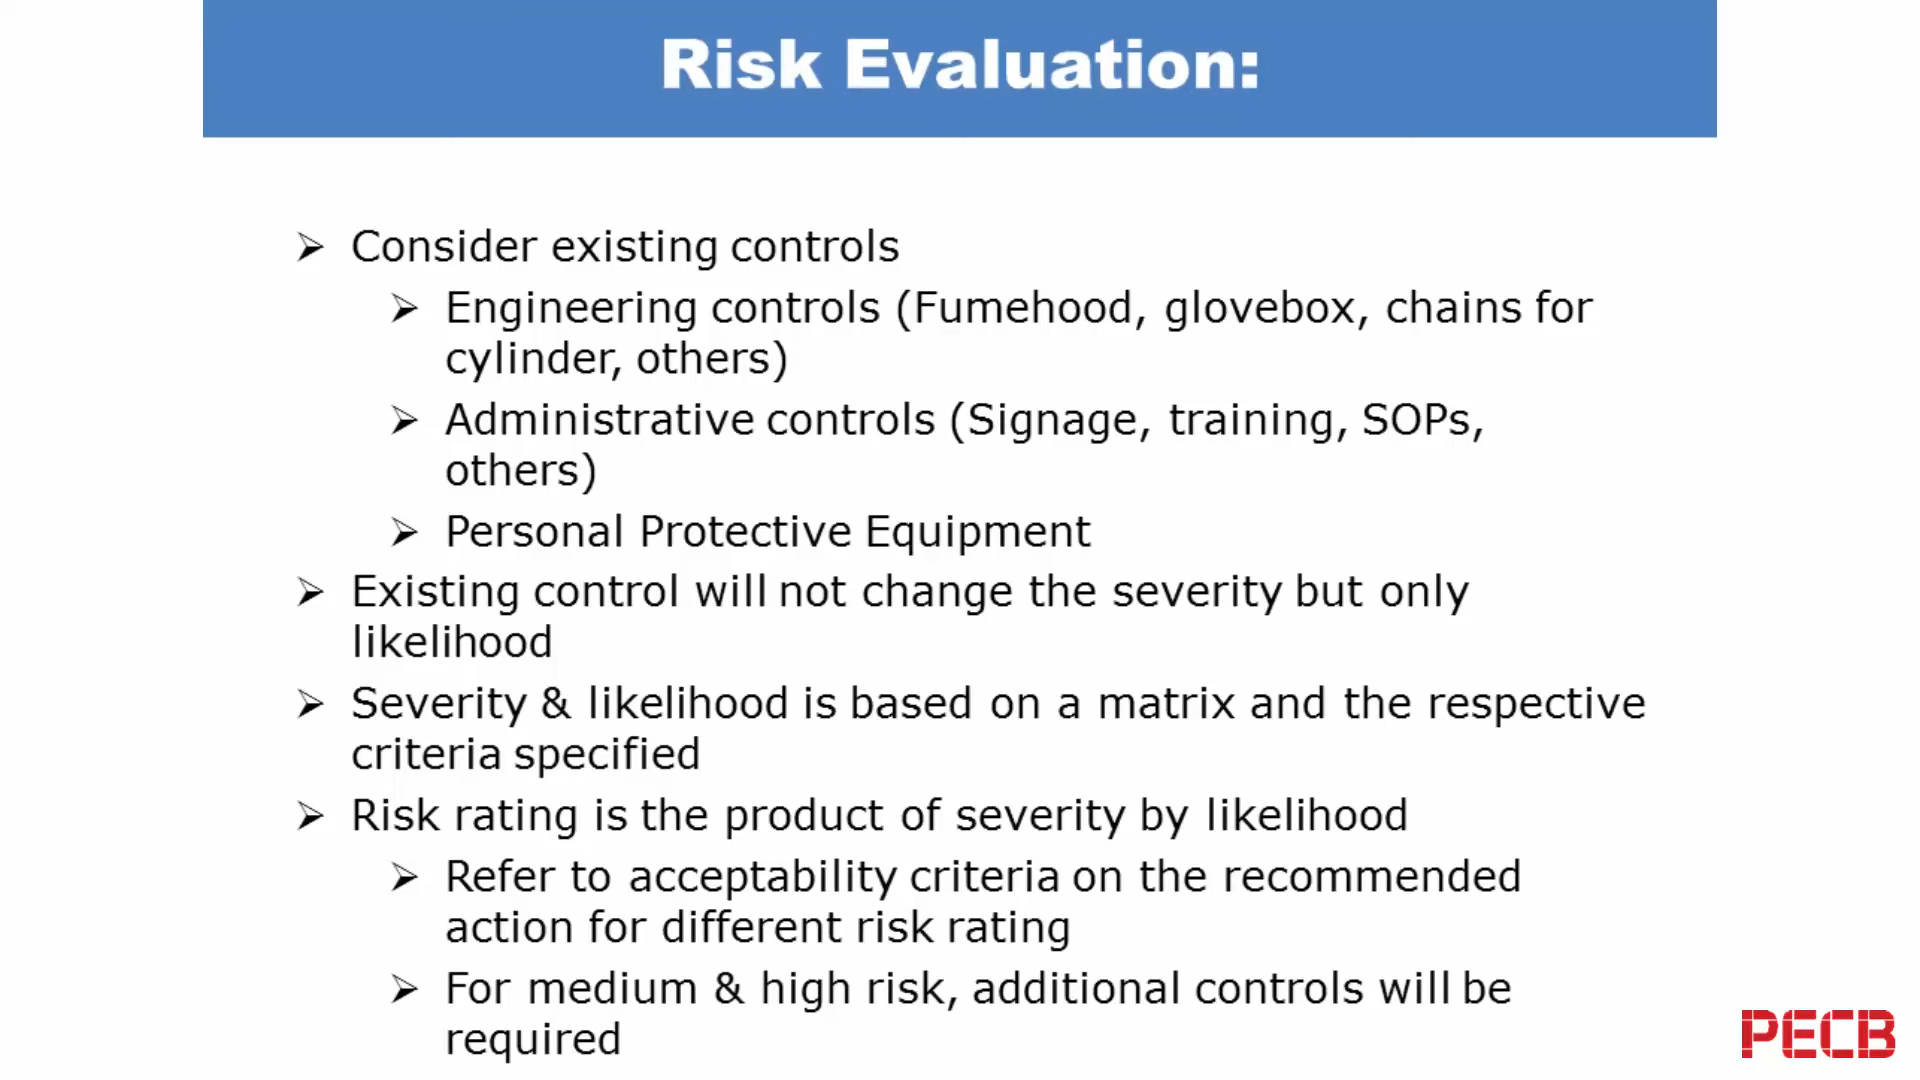 Risk Evaluation:
➢ Consider existing controls
➢ Engineering controls (Fumehood, glovebox, chains for
cylinder, others)
➢ Administrative controls (Signage, training, SOPs,
others)
➢ Personal Protective Equipment
➢ Existing control will not change the severity but only
likelihood
➢ Severity & likelihood is based on a matrix and the respective
criteria specified
➢ Risk rating is the product of severity by likelihood
➢ Refer to acceptability criteria on the recommended
action for different risk rating
➢ For medium & high risk, additional controls will be
required
PECB